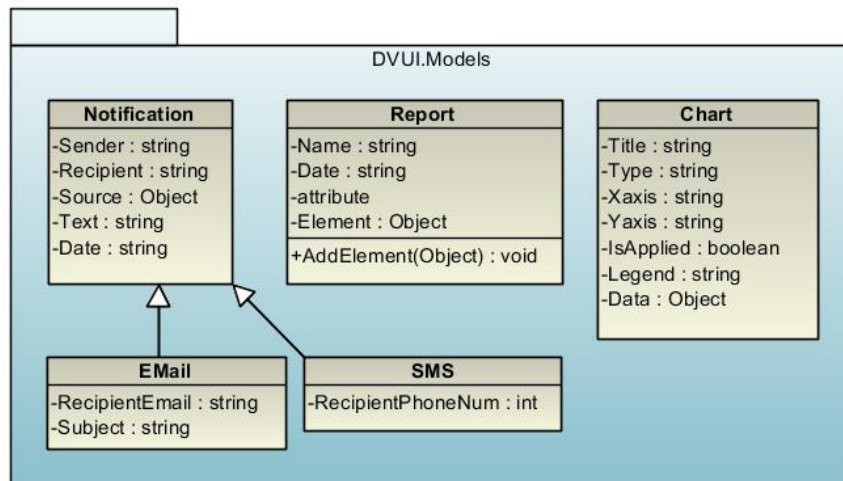 DVUI.Models
Notification
-Sender : string
-Recipient : string
-Source : Object
-Text : string
-Date : string
Report
-Name : string
-Date : string
-attribute
-Element : Object
+AddElement(Object) : void
Chart
-Title : string
-Type : string
-Xaxis : string
-Yaxis : string
-IsApplied : boolean
-Legend : string
-Data : Object
EMail
-RecipientEmail : string
-Subject : string
SMS
-RecipientPhoneNum : int